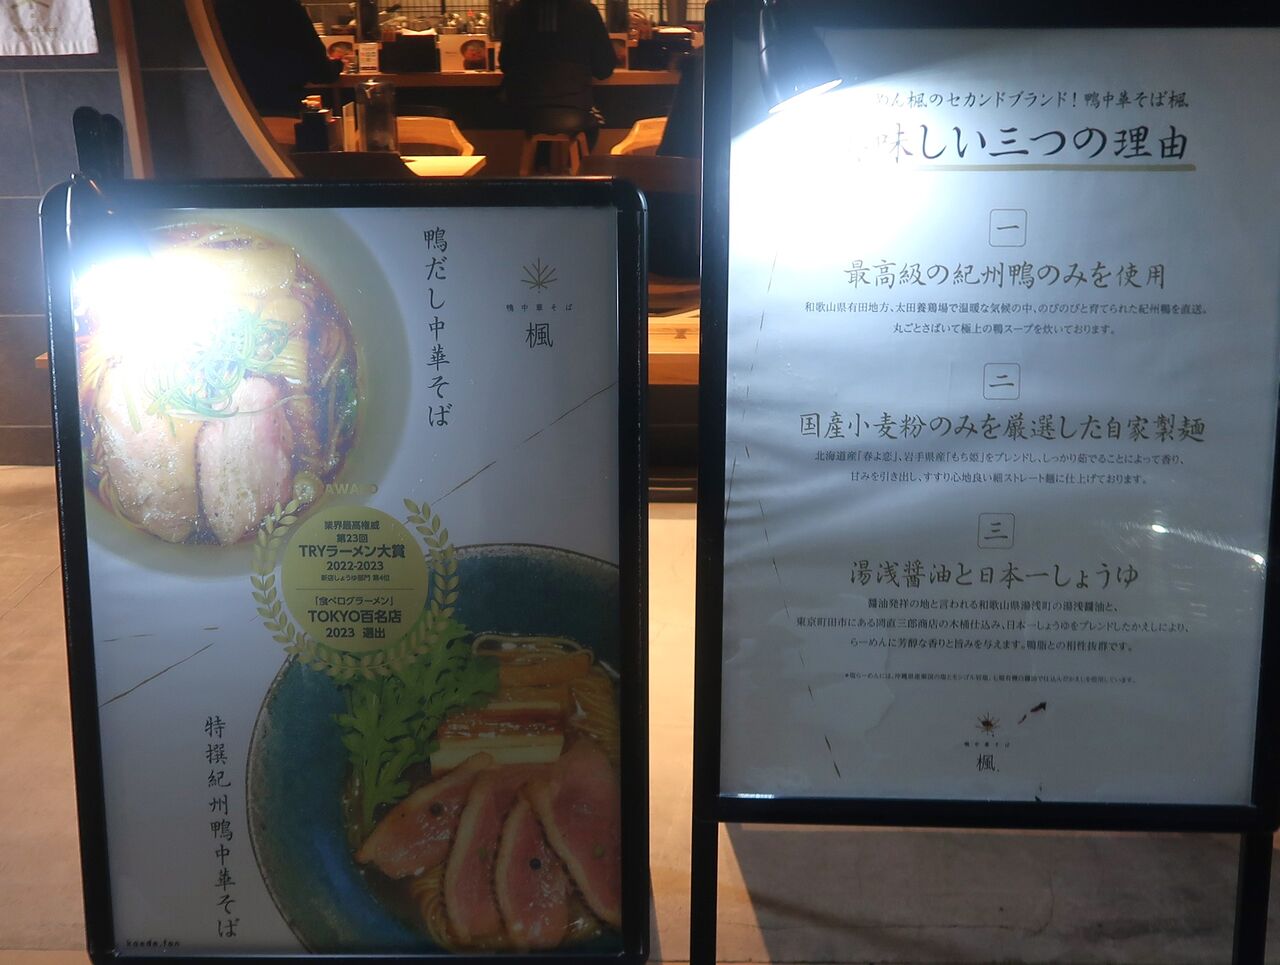 鴨だし中華そば
鴨中華そば
楓
AWARD
業界最高権威
第23回
TRYラーメン大賞
2022-2023
新店しょうゆ部門 第4位
「食べログラーメン」
TOKYO百名店
2023 選出
特撰紀州鴨中華そば
kaede.fan
めん楓のセカンドブランド！鴨中華そば楓
味しい三つの理由
一
最高級の紀州鴨のみを使用
和歌山県有田地方、太田養鶏場で温暖な気候の中、のびのびと育てられた紀州鴨を直送。
丸ごとさばいて極上の鴨スープを炊いております。
二
国産小麦粉のみを厳選した自家製麺
北海道産「春よ恋」、岩手県産「もち姫」をブレンドし、しっかり茹でることによって香り、
甘みを引き出し、すすり心地良い細ストレート麺に仕上げております。
三
湯浅醤油と日本一しょうゆ
醤油発祥の地と言われる和歌山県湯浅町の湯浅醤油と、
東京町田市にある岡直三郎商店の木桶仕込み、日本一しょうゆをブレンドしたかえしにより、
らーめんに芳醇な香りと旨みを与えます。鴨脂との相性抜群です。
鴨中華そば
楓